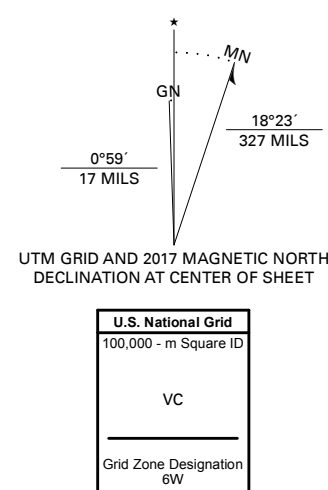 ★
MN
GN
18°23´
327 MILS
0°59´
17 MILS
UTM GRID AND 2017 MAGNETIC NORTH
DECLINATION AT CENTER OF SHEET
U.S. National Grid
100,000 - m Square ID
VC
Grid Zone Designation
6W